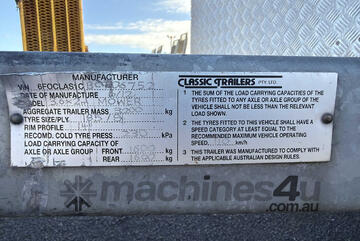 MANUFACTURER
VIN 6FOCLAS1C
DATE OF MANUFACTURE
MOWER
AGGREGATE TRAILER MASS kg
TYRE SIZE/PLY
RIM PROFILE
RECOMD. COLD TYRE PRESS. kPa
LOAD CARRYING CAPACITY OF
AXLE OR AXLE GROUP FRONT kg
REAR kg
CLASSIC TRAILERS PTY. LTD.
1 THE SUM OF THE LOAD CARRYING CAPACITIES OF THE
TYRES FITTED TO ANY AXLE OR AXLE GROUP OF THE
VEHICLE SHALL NOT BE LESS THAN THE RELEVANT
LOAD SHOWN.
2 THE TYRES FITTED TO THIS VEHICLE SHALL HAVE A
SPEED CATEGORY AT LEAST EQUAL TO THE
RECOMMENDED MAXIMUM VEHICLE OPERATING
SPEED, km/h
3 THIS TRAILER WAS MANUFACTURED TO COMPLY WITH
THE APPLICABLE AUSTRALIAN DESIGN RULES.
machines4u
.com.au